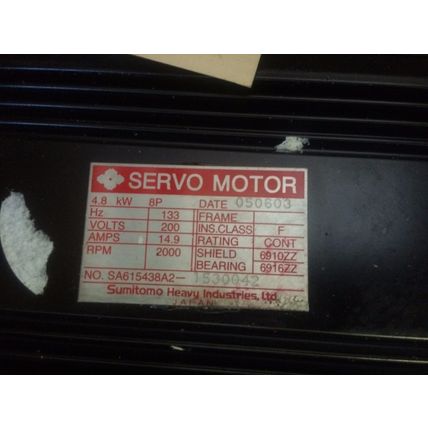 SERVO MOTOR
4.8 kW 8P DATE 050603
Hz 133 FRAME
VOLTS 200 INS.CLASS F
AMPS 14.9 RATING CONT
RPM 2000 SHIELD 6910ZZ
BEARING 6916ZZ
NO. SA615438A2-1530042
Sumitomo Heavy Industries, Ltd.
JAPAN